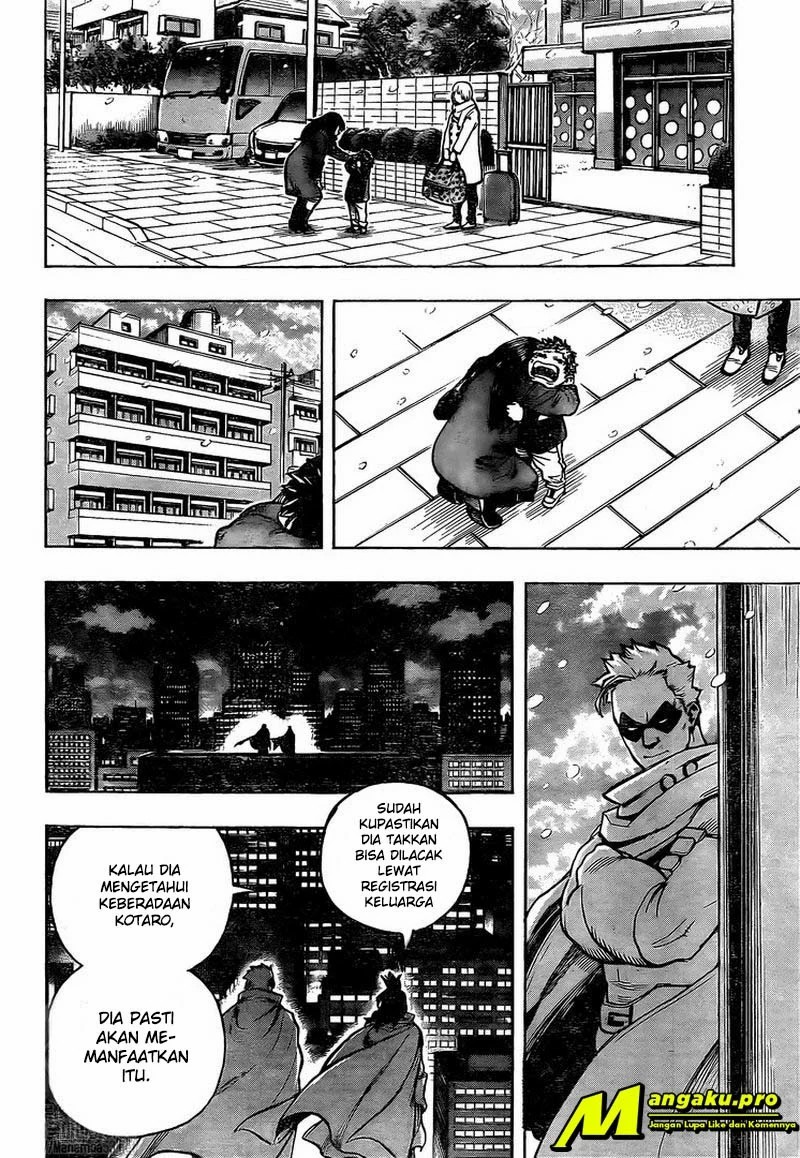 SUDAH
KUPASTIKAN
DIA TAKKAN
BISA DILACAK
LEWAT
REGISTRASI
KELUARGA
KALAU DIA
MENGETAHUI
KEBERADAAN
KOTARO,
DIA PASTI
AKAN ME-
MANFAATKAN
ITU.
G
Mangaku.pro
Jangan Lupa Like dan Komennya